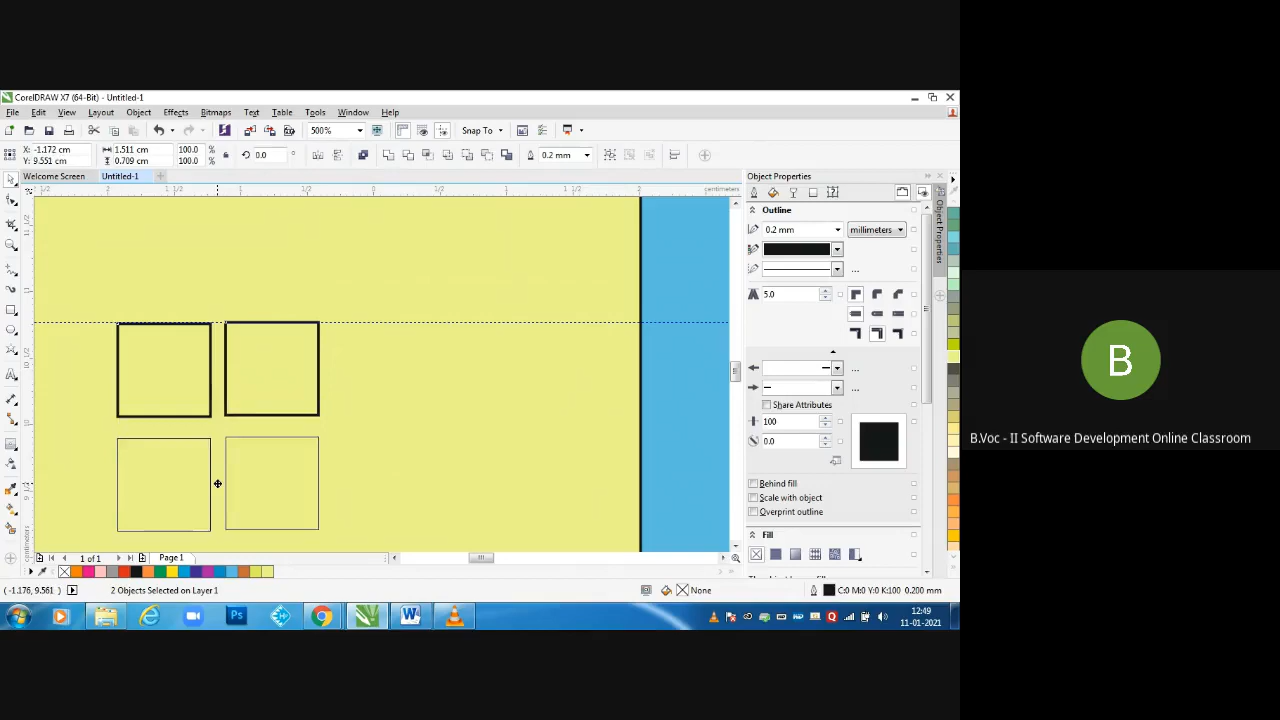 CorelDRAW X7 (64-Bit) - Untitled-1
File Edit View Layout Object Effects Bitmaps Text Table Tools Window Help
500% Snap To
X: -1.172 cm 1.511 cm 100.0 %
Y: 9.551 cm 0.709 cm 100.0 %
0.0 ° 0.2 mm
Welcome Screen Untitled-1
centimeters
Object Properties
Outline
0.2 mm millimeters
5.0
Share Attributes
100
0.0
Behind fill
Scale with object
Overprint outline
Fill
Object Properties
centimeters
1 of 1 Page 1
(-1.176, 9.561) 2 Objects Selected on Layer 1 None C:0 M:0 Y:0 K:100 0.200 mm
12:49
11-01-2021
B
B.Voc - II Software Development Online Classroom